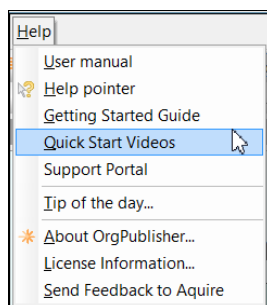 Help
User manual
Help pointer
Getting Started Guide
Quick Start Videos
Support Portal
Tip of the day...
About OrgPublisher...
License Information...
Send Feedback to Aquire